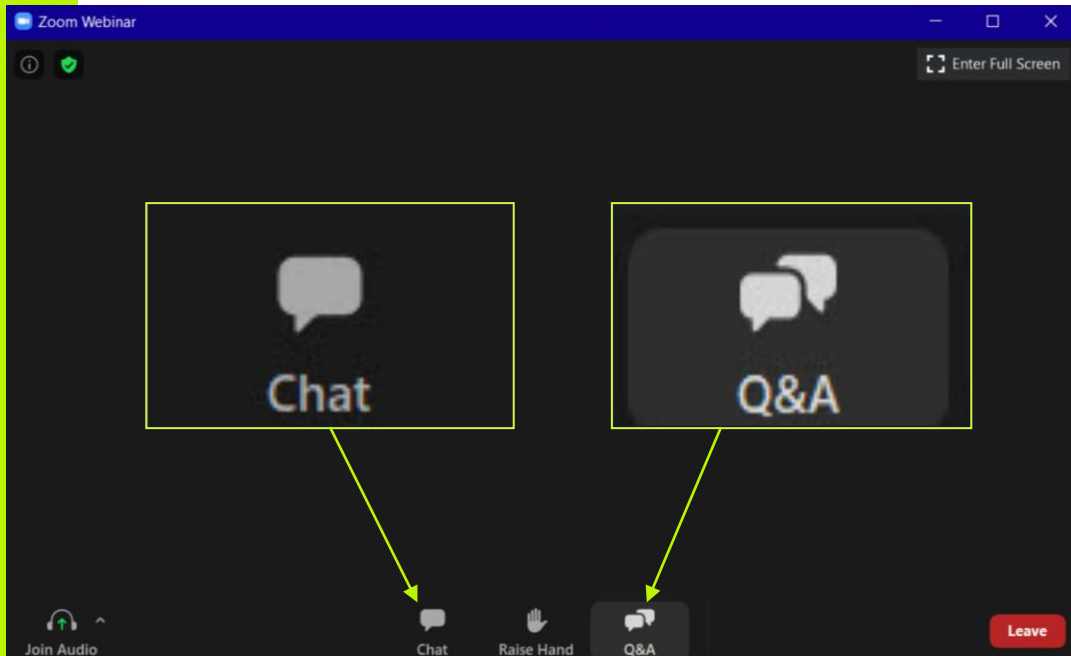 Zoom Webinar
Enter Full Screen
Chat
Q&A
Join Audio
Chat
Raise Hand
Q&A
Leave